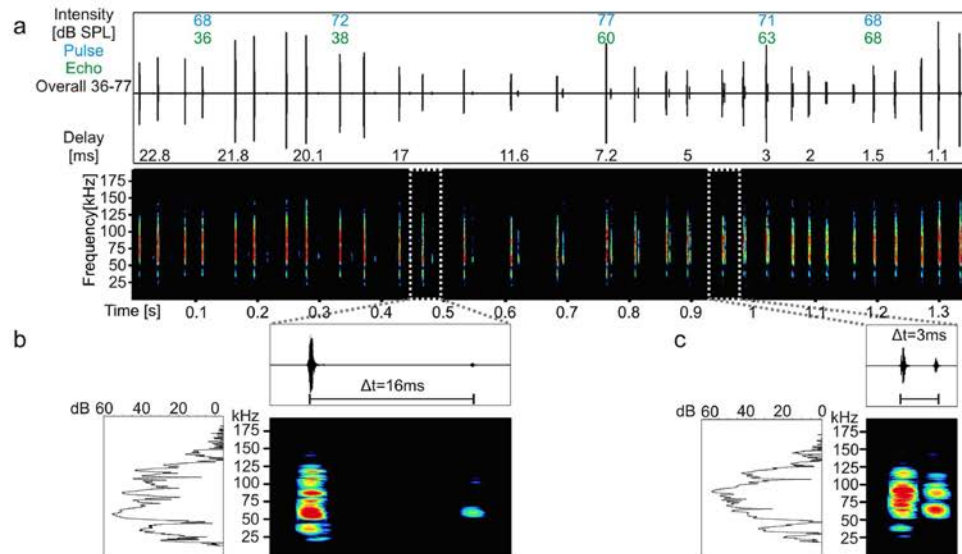 a
Intensity 68 72 77 71 68
[dB SPL] 36 38 60 63 68
Pulse
Echo
Overall 36-77
Delay
[ms] 22.8 21.8 20.1 17 11.6 7.2 5 3 2 1.5 1.1
Frequency[kHz]
175
150
125
100
75
50
25
Time [s] 0.1 0.2 0.3 0.4 0.5 0.6 0.7 0.8 0.9 1 1.1 1.2 1.3
b
Δt=16ms
dB 60 40 20 0 kHz
175
150
125
100
75
50
25
c
Δt=3ms
dB 60 40 20 0 kHz
175
150
125
100
75
50
25